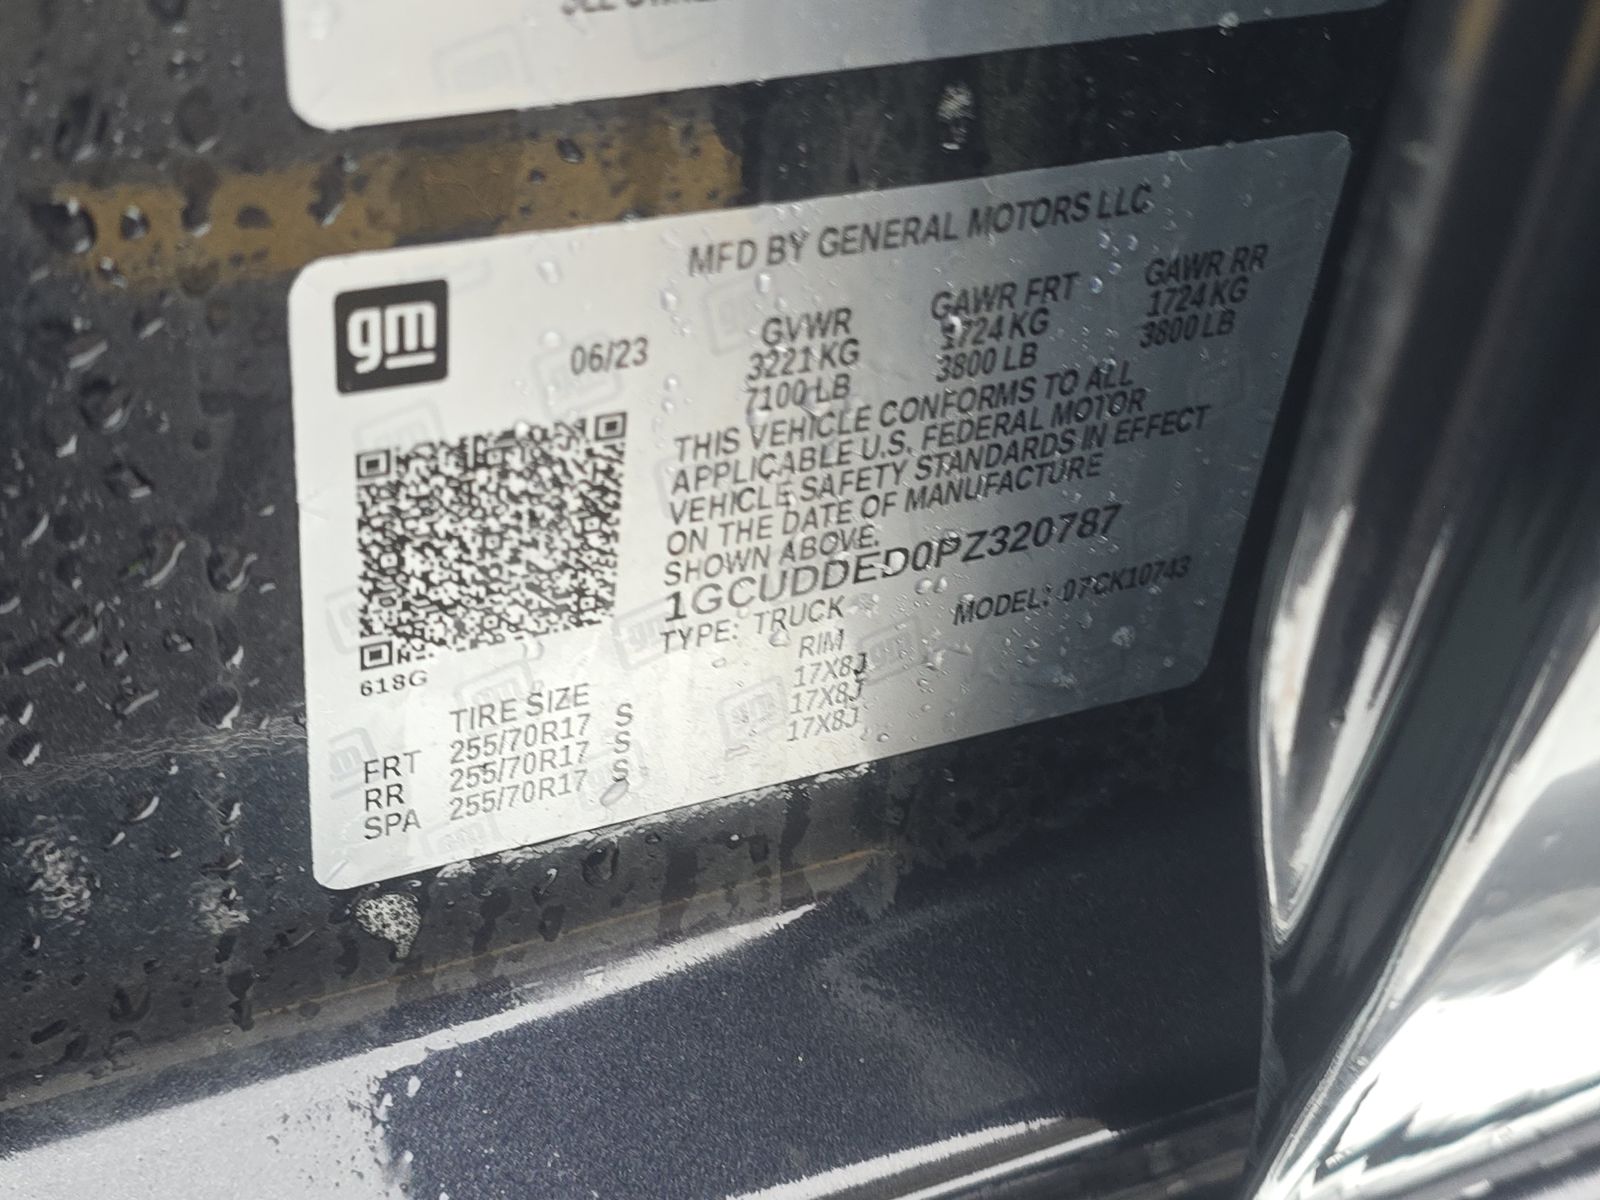 gm
MFD BY GENERAL MOTORS LLC
06/23
GVWR GAWR FRT GAWR RR
3221 KG 1724 KG 1724 KG
7100 LB 3800 LB 3800 LB
THIS VEHICLE CONFORMS TO ALL
APPLICABLE U.S. FEDERAL MOTOR
VEHICLE SAFETY STANDARDS IN EFFECT
ON THE DATE OF MANUFACTURE
SHOWN ABOVE.
1GCUDDED0PZ320787
TYPE: TRUCK MODEL: 07CK10743
618G
TIRE SIZE RIM
FRT 255/70R17 S 17X8J
RR 255/70R17 S 17X8J
SPA 255/70R17 S 17X8J